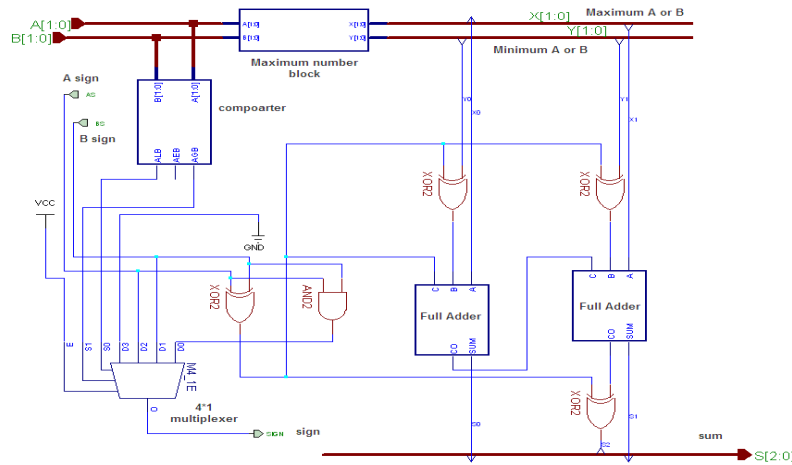 A[1:0]
B[1:0]
A[1:0]
B[1:0]
X[1:0]
Y[1:0]
X[1:0]
Maximum A or B
Y[1:0]
Minimum A or B
Maximum number
block
A sign
AS
BS
B sign
B[1:0]
A[1:0]
compoarter
ALB
AEB
AGB
Y0
X0
Y1
X1
XOR2
XOR2
VCC
GND
XOR2
AND2
C
B
A
Full Adder
CO
SUM
C
B
A
Full Adder
CO
SUM
E
S1
S0
D3
D2
D1
D0
M4_1E
O
4*1
multiplexer
SIGN
sign
XOR2
S0
S2
S1
sum
S[2:0]